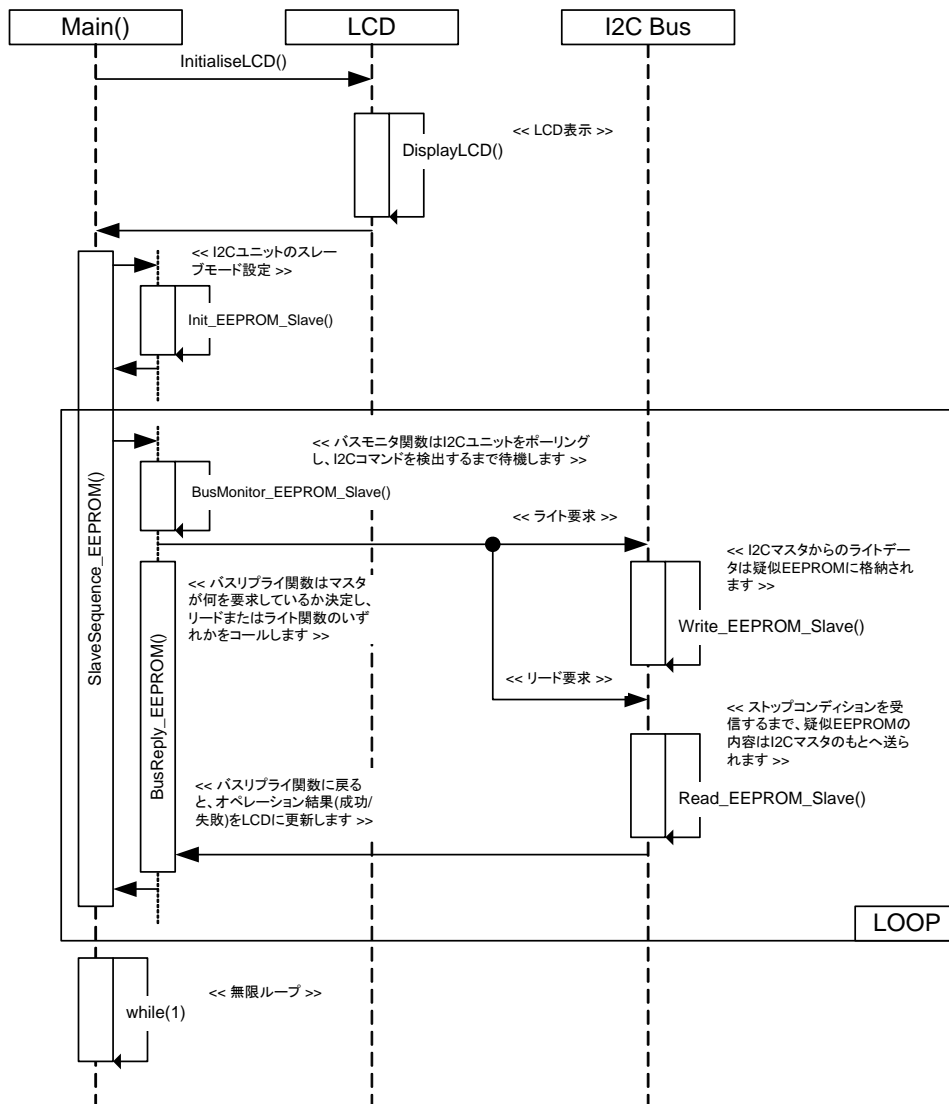 Main()
LCD
I2C Bus
InitialiseLCD()
<< LCD表示 >>
DisplayLCD()
<< I2Cユニットのスレー
ブモード設定 >>
Init_EEPROM_Slave()
SlaveSequence_EEPROM()
<< バスモニタ関数はI2Cユニットをポーリング
し、I2Cコマンドを検出するまで待機します >>
BusMonitor_EEPROM_Slave()
<< ライト要求 >>
<< I2Cマスタからのライトデー
タは疑似EEPROMに格納され
ます >>
<< バスリプライ関数はマスタ
が何を要求しているか決定し、
リードまたはライト関数のいず
れかをコールします >>
Write_EEPROM_Slave()
BusReply_EEPROM()
<< リード要求 >>
<< ストップコンディションを受
信するまで、疑似EEPROMの
内容はI2Cマスタのもとへ送ら
れます >>
<< バスリプライ関数に戻る
と、オペレーション結果(成功/
失敗)をLCDに更新します >>
Read_EEPROM_Slave()
LOOP
<< 無限ループ >>
while(1)